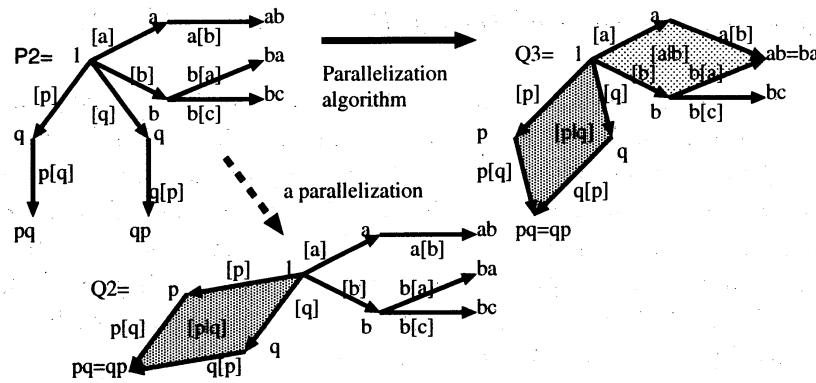 P2=
1
[a]
a
a[b]
ab
[b]
b
b[a]
ba
b[c]
bc
[p]
q
p[q]
pq
[q]
q
q[p]
qp
Parallelization
algorithm
a parallelization
Q3=
1
[a]
a
a[b]
[a|b]
ab=ba
[b]
b
b[a]
b[c]
bc
[p]
p
p[q]
[p|q]
[q]
q
q[p]
pq=qp
Q2=
1
[a]
a
a[b]
ab
[b]
b
b[a]
ba
b[c]
bc
[p]
p
p[q]
[p|q]
[q]
q
q[p]
pq=qp